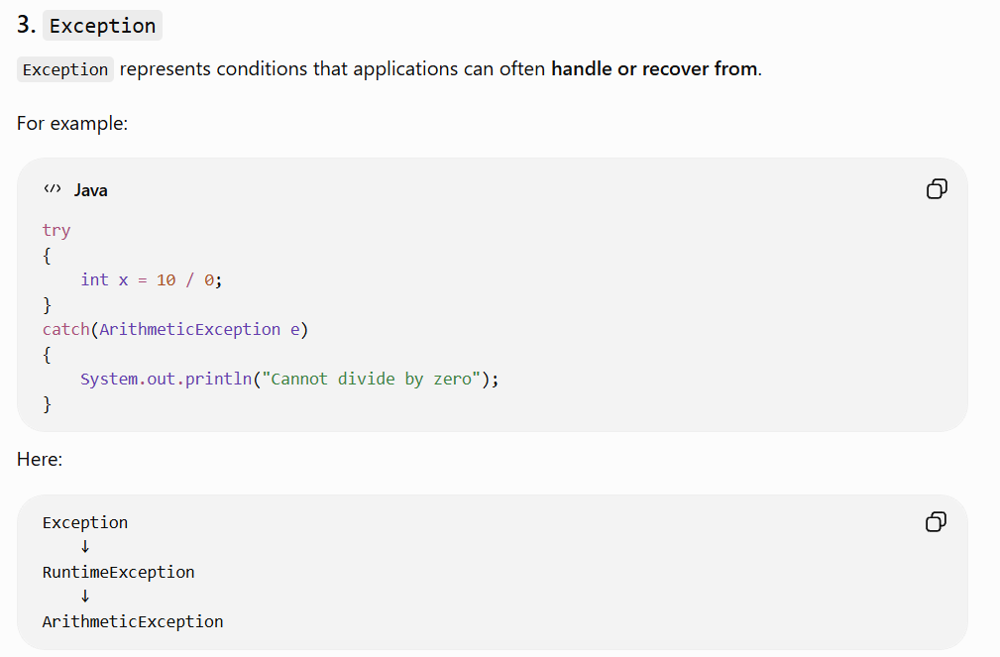 3. Exception
Exception represents conditions that applications can often handle or recover from.
For example:
</> Java
try
{
    int x = 10 / 0;
}
catch(ArithmeticException e)
{
    System.out.println("Cannot divide by zero");
}
Here:
Exception
↓
RuntimeException
↓
ArithmeticException